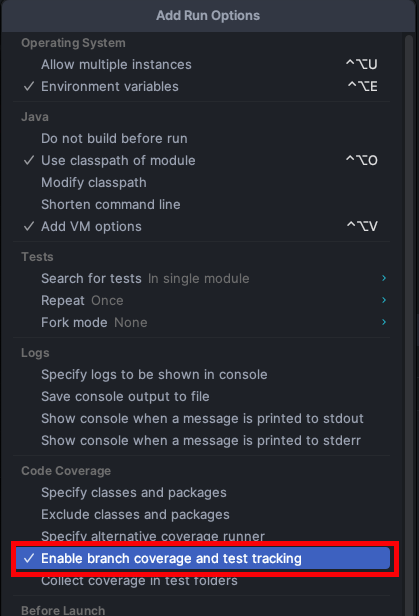 Add Run Options
Operating System
Allow multiple instances ⌃⌥U
✓ Environment variables ⌃⌥E
Java
Do not build before run
✓ Use classpath of module ⌃⌥O
Modify classpath
Shorten command line
✓ Add VM options ⌃⌥V
Tests
Search for tests In single module ›
Repeat Once ›
Fork mode None ›
Logs
Specify logs to be shown in console
Save console output to file
Show console when a message is printed to stdout
Show console when a message is printed to stderr
Code Coverage
Specify classes and packages
Exclude classes and packages
Specify alternative coverage runner
✓ Enable branch coverage and test tracking
Collect coverage in test folders
Before Launch